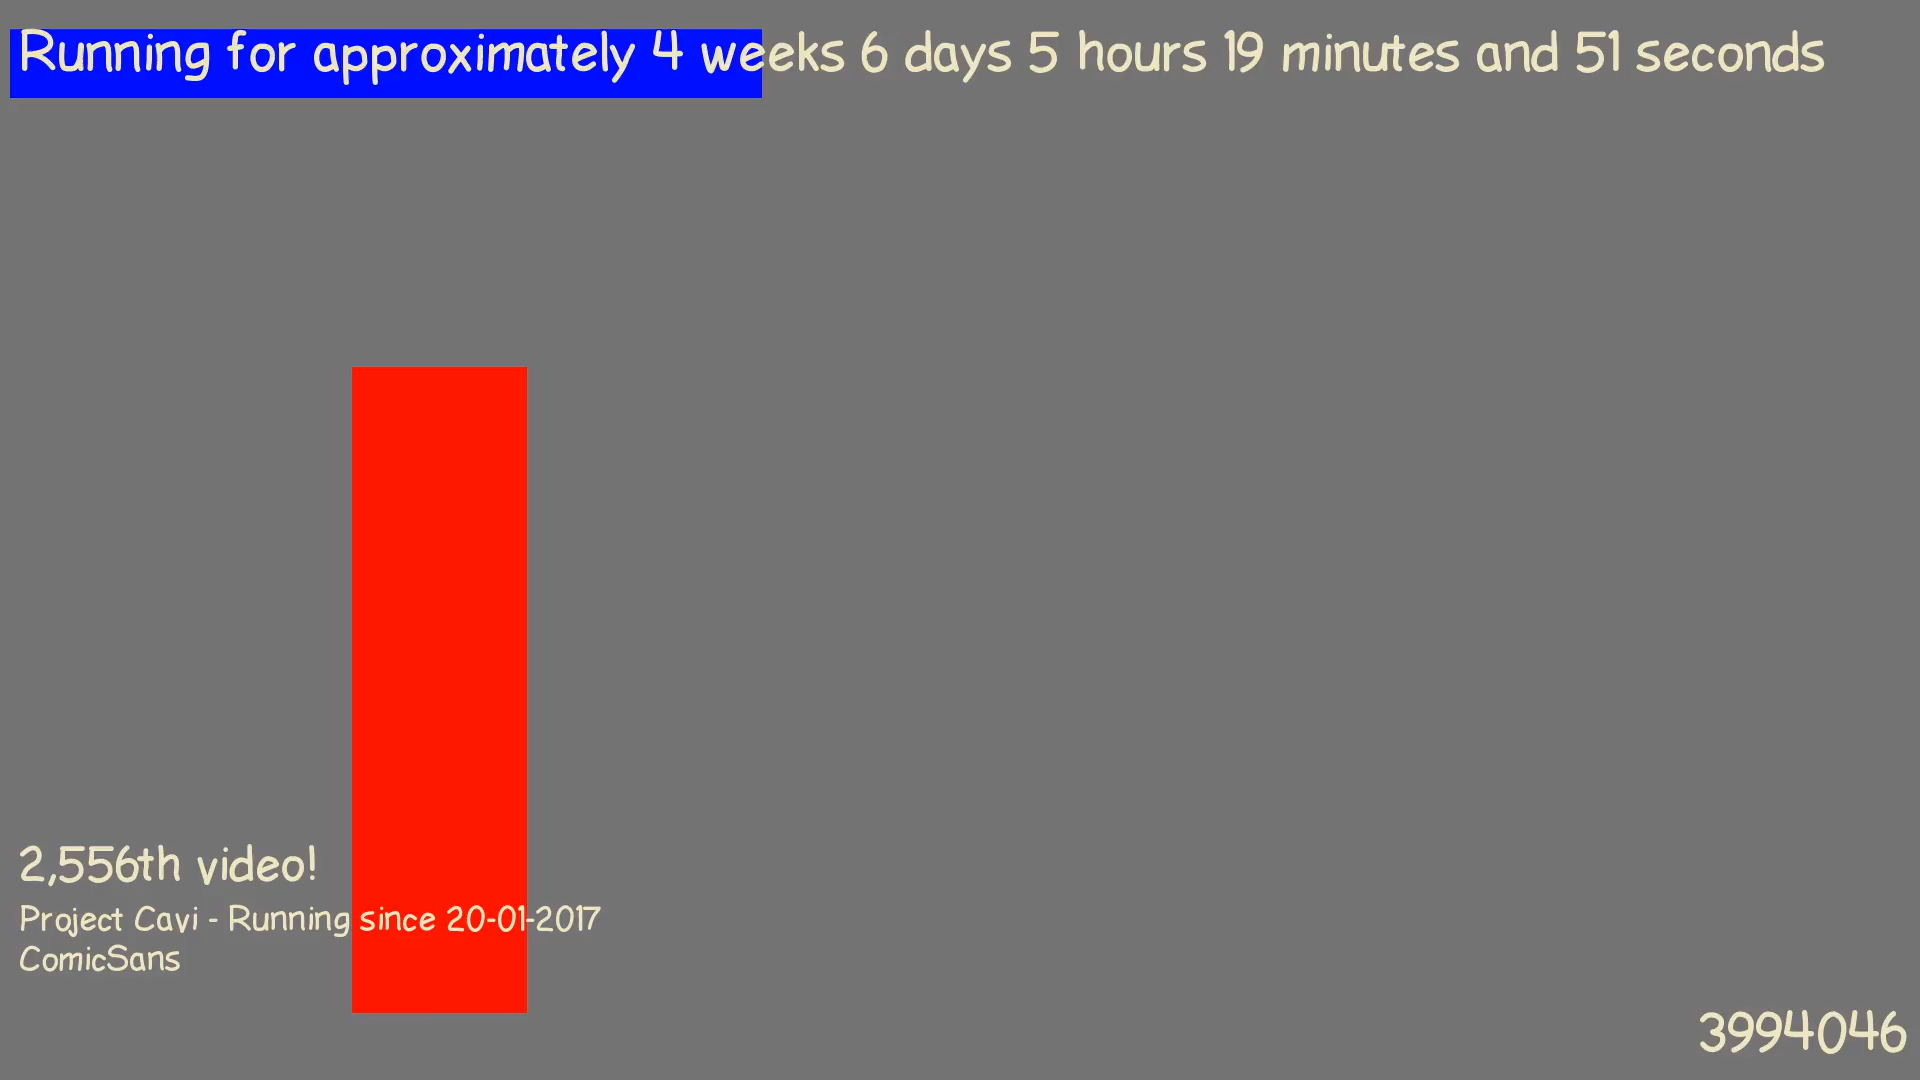 Running for approximately 4 weeks 6 days 5 hours 19 minutes and 51 seconds
2,556th video!
Project Cavi - Running since 20-01-2017
ComicSans
3994046